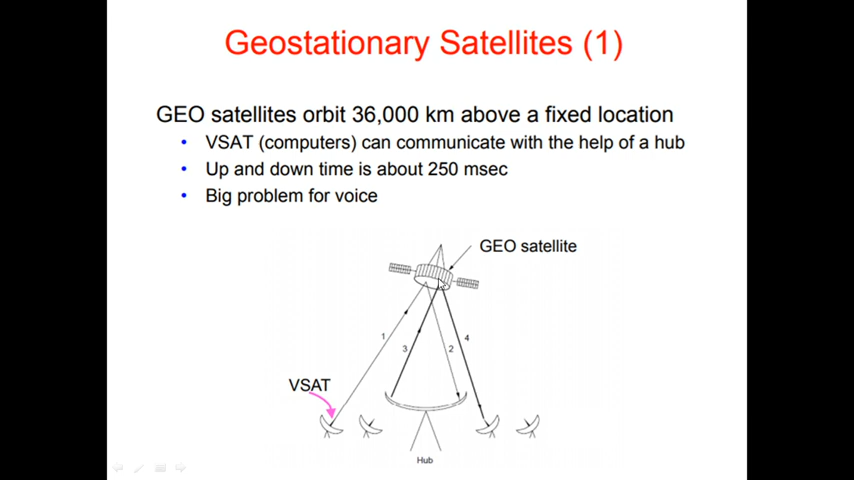 Geostationary Satellites (1)
GEO satellites orbit 36,000 km above a fixed location
• VSAT (computers) can communicate with the help of a hub
• Up and down time is about 250 msec
• Big problem for voice
GEO satellite
1
3
2
4
VSAT
Hub